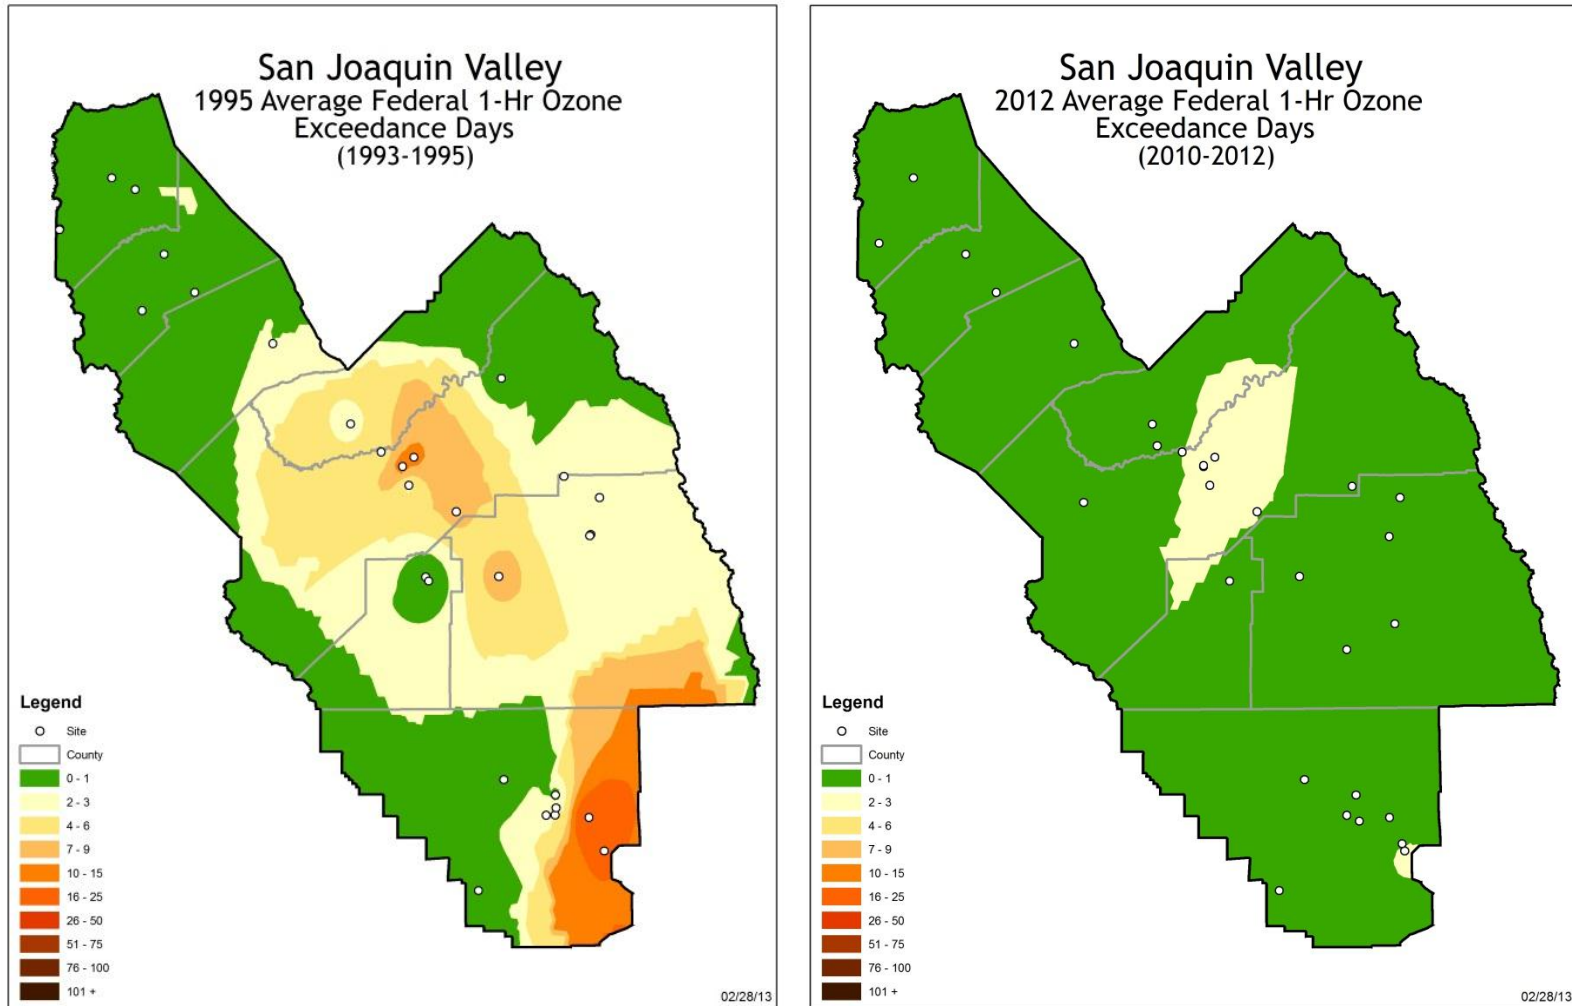 San Joaquin Valley
1995 Average Federal 1-Hr Ozone
Exceedance Days
(1993-1995)
Legend
Site
County
0 - 1
2 - 3
4 - 6
7 - 9
10 - 15
16 - 25
26 - 50
51 - 75
76 - 100
101 +
02/28/13
San Joaquin Valley
2012 Average Federal 1-Hr Ozone
Exceedance Days
(2010-2012)
Legend
Site
County
0 - 1
2 - 3
4 - 6
7 - 9
10 - 15
16 - 25
26 - 50
51 - 75
76 - 100
101 +
02/28/13